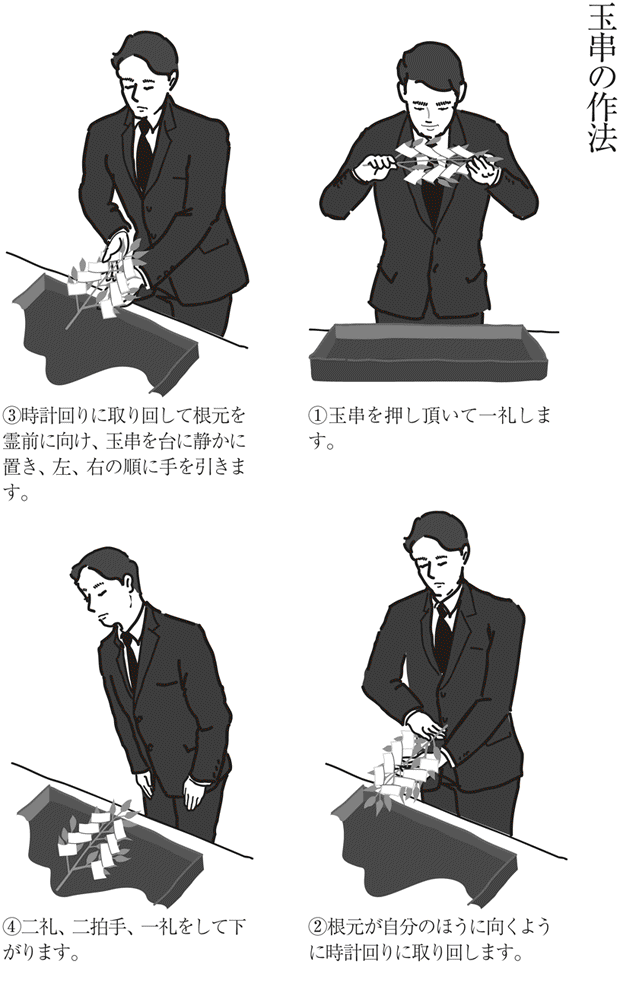 玉串の作法
①玉串を押し頂いて一礼しま
す。
②根元が自分のほうに向くよう
に時計回りに取り回します。
③時計回りに取り回して根元を
霊前に向け、玉串を台に静かに
置き、左、右の順に手を引きま
す。
④二礼、二拍手、一礼をして下
がります。